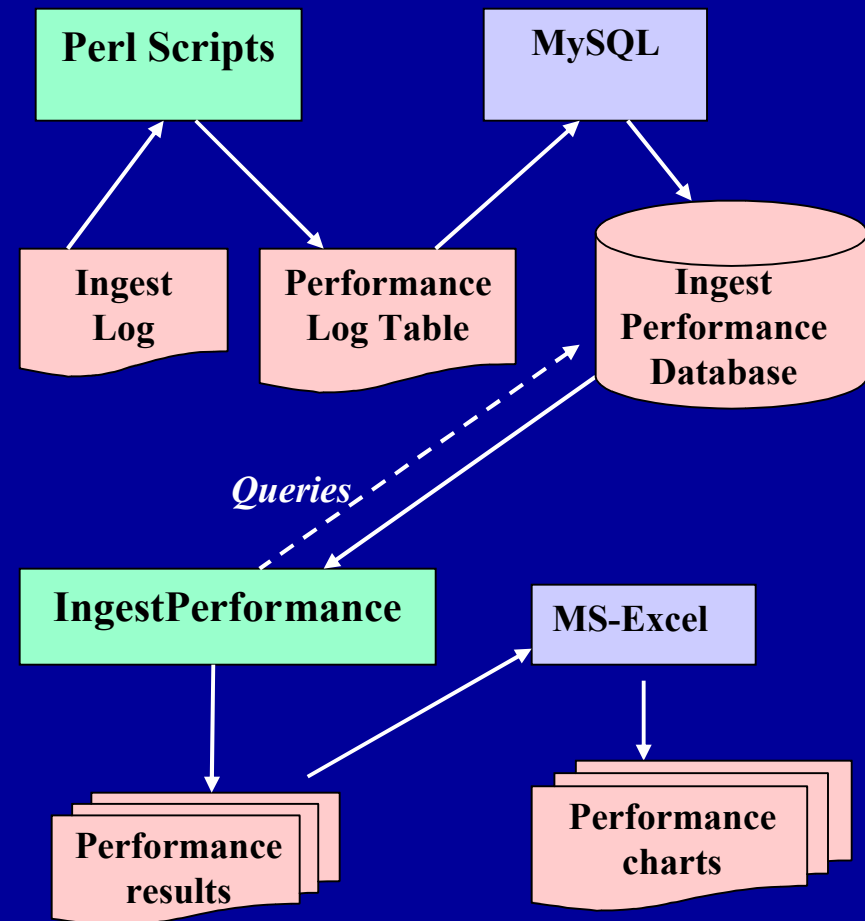 Perl Scripts
MySQL
Ingest
Log
Performance
Log Table
Ingest
Performance
Database
Queries
IngestPerformance
MS-Excel
Performance
results
Performance
charts